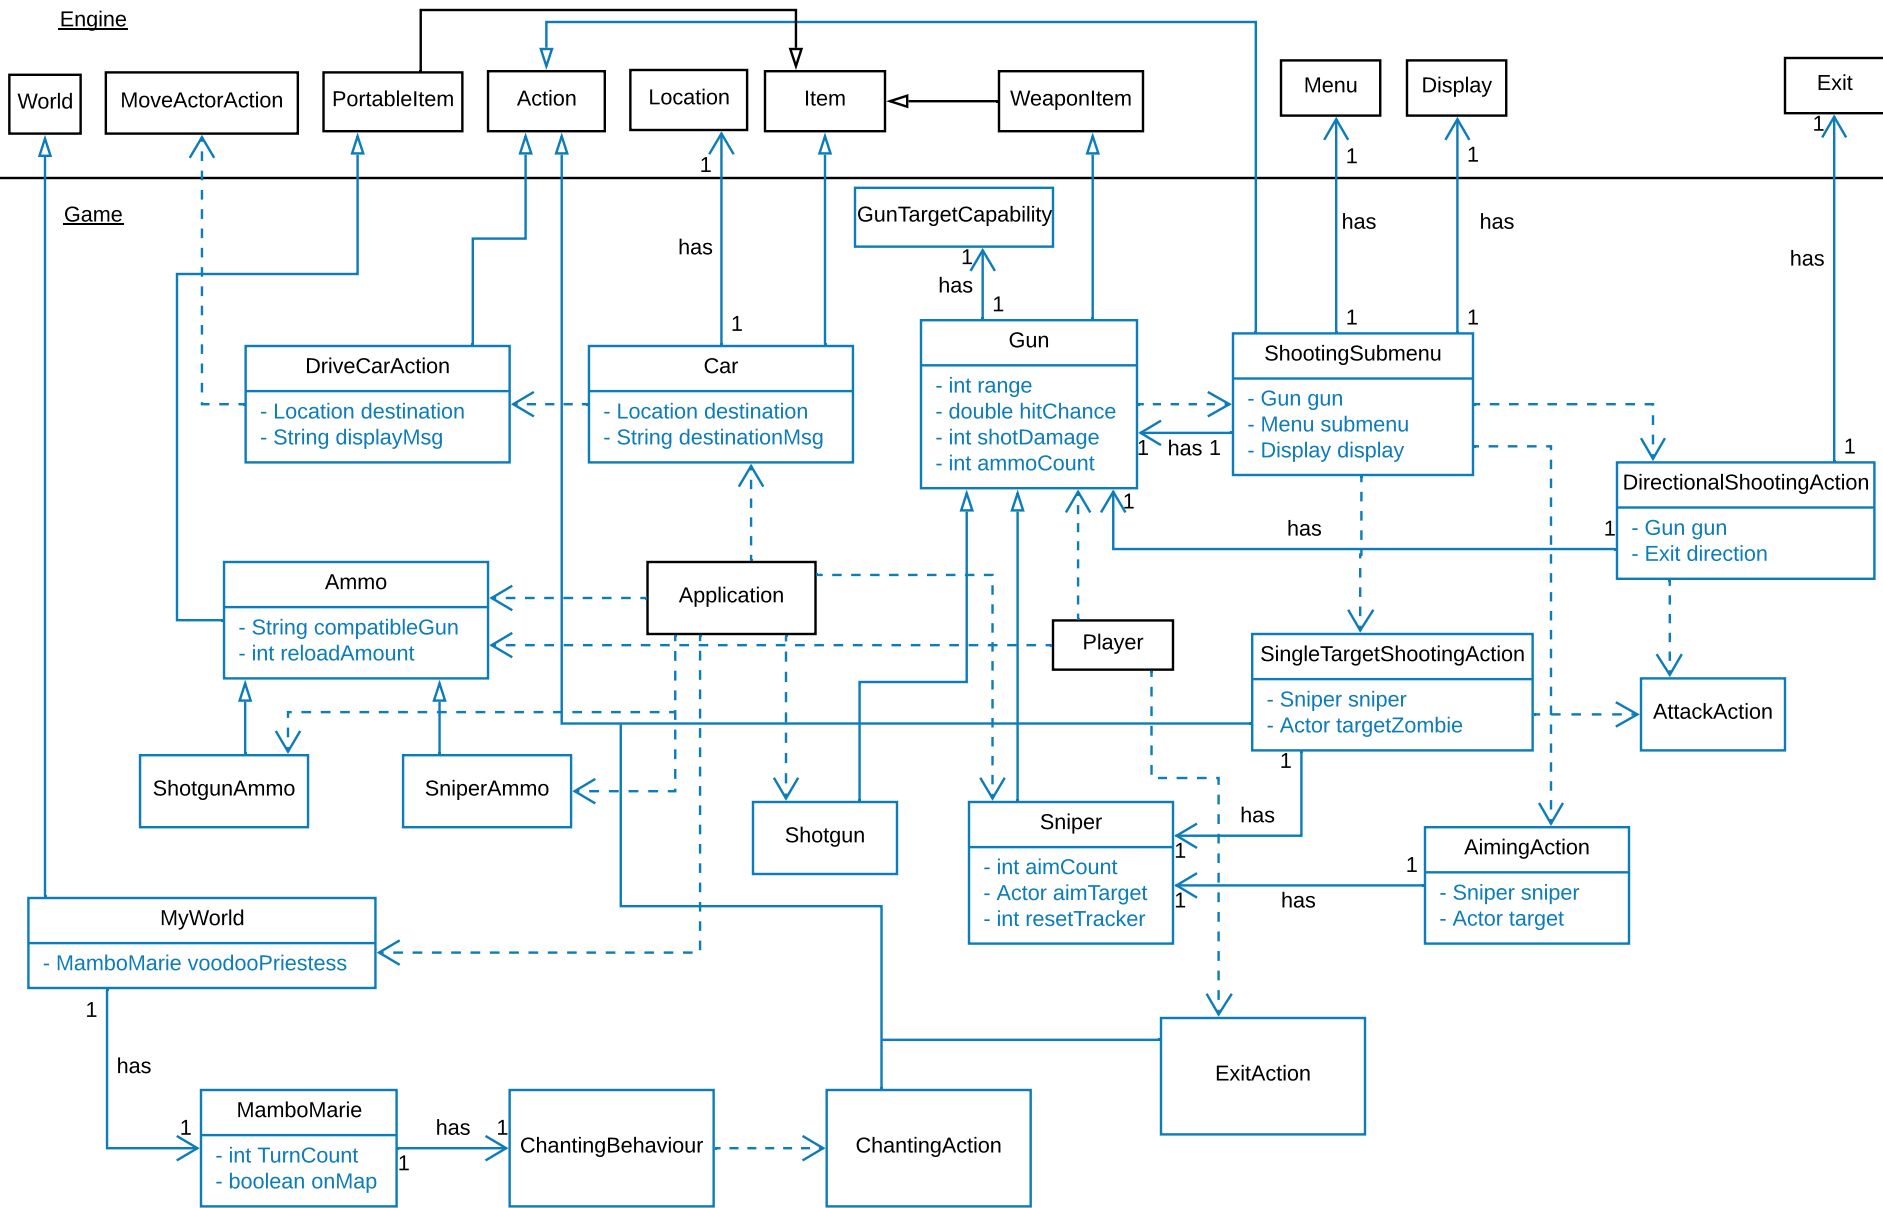 Engine
World
MoveActorAction
PortableItem
Action
Location
Item
WeaponItem
Menu
Display
Exit
1
1
1
1
Game
GunTargetCapability
has
has
has
has
1
has
1
1
1
1
DriveCarAction
- Location destination
- String displayMsg
Car
- Location destination
- String destinationMsg
Gun
- int range
- double hitChance
- int shotDamage
- int ammoCount
ShootingSubmenu
- Gun gun
- Menu submenu
- Display display
1
has
1
1
DirectionalShootingAction
- Gun gun
- Exit direction
1
has
1
Ammo
- String compatibleGun
- int reloadAmount
Application
Player
SingleTargetShootingAction
- Sniper sniper
- Actor targetZombie
AttackAction
1
ShotgunAmmo
SniperAmmo
Shotgun
Sniper
- int aimCount
- Actor aimTarget
- int resetTracker
has
1
1
1
has
AimingAction
- Sniper sniper
- Actor target
MyWorld
- MamboMarie voodooPriestess
1
has
1
MamboMarie
- int TurnCount
- boolean onMap
has
1
1
ChantingBehaviour
ChantingAction
ExitAction